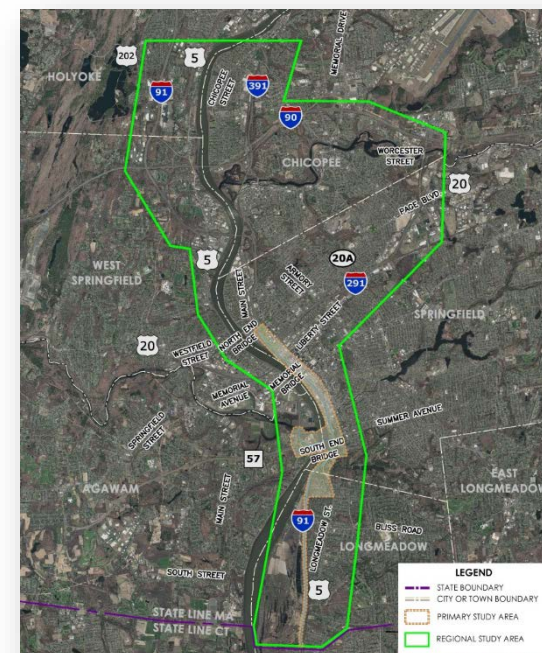 MEMORIAL DRIVE
5
202
HOLYOKE
91
CHICOPEE
STREET
391
90
CHICOPEE
WORCESTER
STREET
20
PAGE BLVD.
5
WEST
SPRINGFIELD
MAIN STREET
ARMORY
STREET
20A
291
SPRINGFIELD
LIBERTY STREET
20
WESTFIELD
STREET
NORTH END
BRIDGE
MEMORIAL
AVENUE
MEMORIAL
BRIDGE
SUMMER AVENUE
SPRINGFIELD
STREET
SOUTH END
BRIDGE
57
EAST
LONGMEADOW
AGAWAM
MAIN STREET
91
LONGMEADOW ST.
BLISS ROAD
LONGMEADOW
SOUTH STREET
5
STATE LINE MA
STATE LINE CT
LEGEND
STATE BOUNDARY
CITY OR TOWN BOUNDARY
PRIMARY STUDY AREA
REGIONAL STUDY AREA